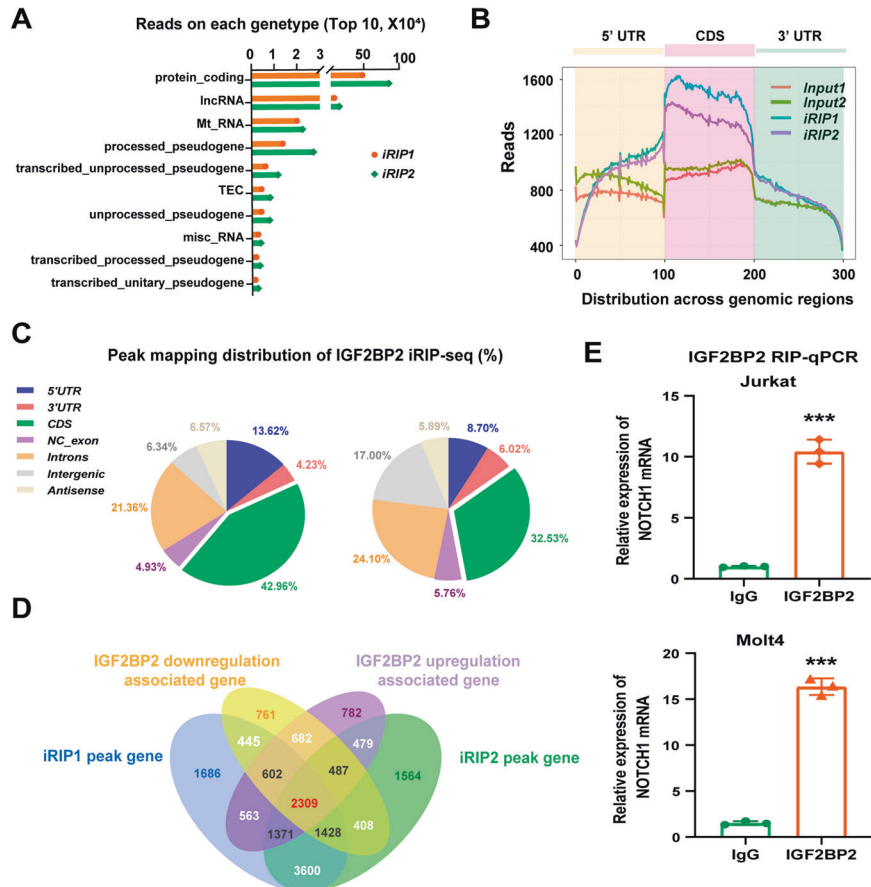 A
Reads on each genetype (Top 10, X10⁴)
0 1 2 3 50 100
protein_coding
lncRNA
Mt_RNA
processed_pseudogene
transcribed_unprocessed_pseudogene
TEC
unprocessed_pseudogene
misc_RNA
transcribed_processed_pseudogene
transcribed_unitary_pseudogene
iRIP1
iRIP2
B
5' UTR CDS 3' UTR
Reads
1600
1200
800
400
Input1
Input2
iRIP1
iRIP2
0 100 200 300
Distribution across genomic regions
C
Peak mapping distribution of IGF2BP2 iRIP-seq (%)
5'UTR
3'UTR
CDS
NC_exon
Introns
Intergenic
Antisense
6.57%
13.62%
6.34%
4.23%
21.36%
4.93%
42.96%
5.89%
8.70%
17.00%
6.02%
32.53%
24.10%
5.76%
D
IGF2BP2 downregulation
associated gene
IGF2BP2 upregulation
associated gene
iRIP1 peak gene
iRIP2 peak gene
761
782
445
682
479
1686
602
487
1564
2309
563
408
1371
1428
3600
E
IGF2BP2 RIP-qPCR
Jurkat
Relative expression of
NOTCH1 mRNA
15
10
5
0
***
IgG IGF2BP2
Molt4
Relative expression of
NOTCH1 mRNA
20
15
10
5
0
***
IgG IGF2BP2